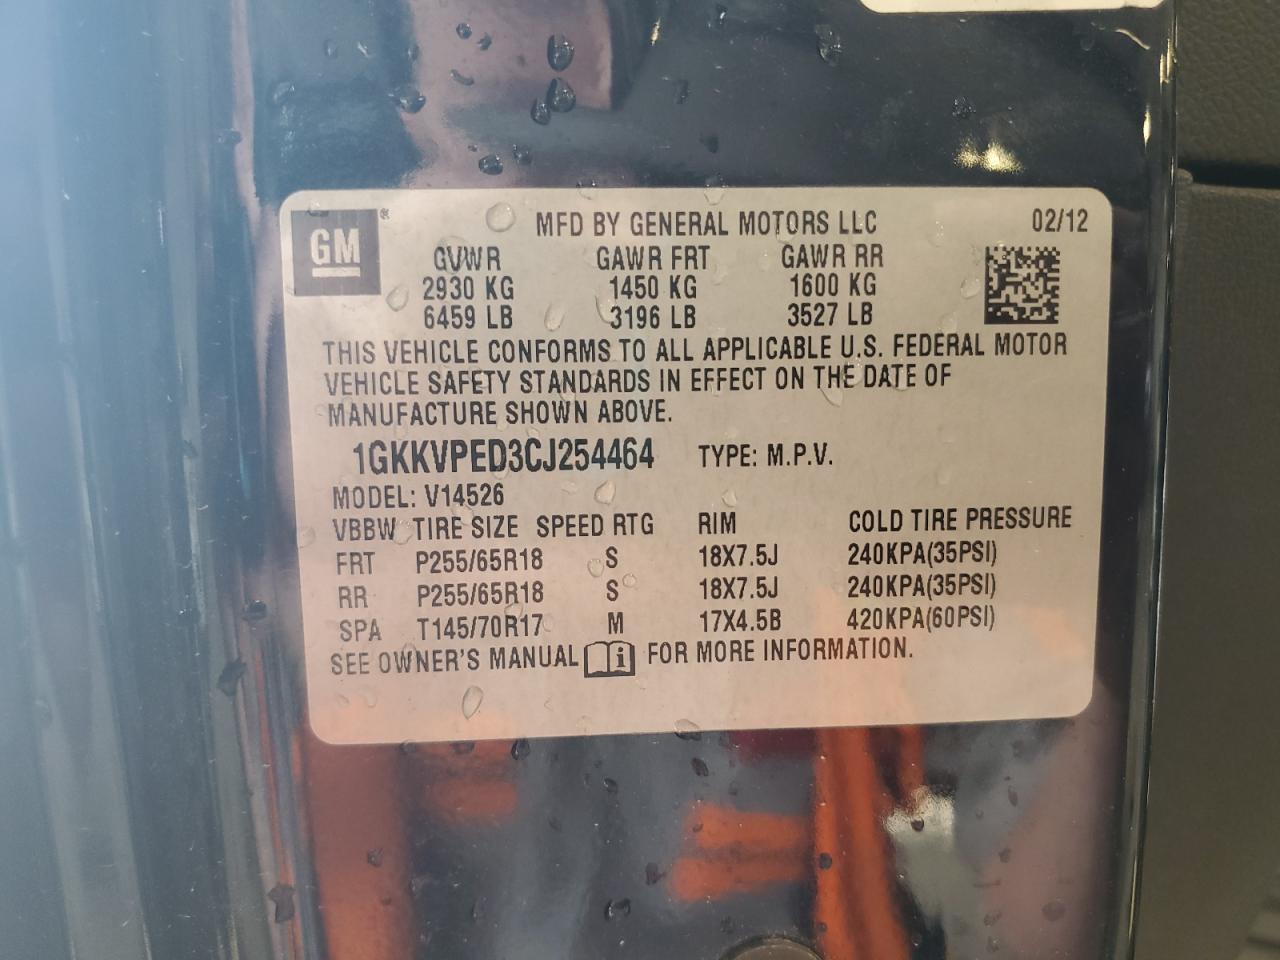 GM ® MFD BY GENERAL MOTORS LLC 02/12
GVWR GAWR FRT GAWR RR
2930 KG 1450 KG 1600 KG
6459 LB 3196 LB 3527 LB
THIS VEHICLE CONFORMS TO ALL APPLICABLE U.S. FEDERAL MOTOR
VEHICLE SAFETY STANDARDS IN EFFECT ON THE DATE OF
MANUFACTURE SHOWN ABOVE.
1GKKVPED3CJ254464 TYPE: M.P.V.
MODEL: V14526
VBBW TIRE SIZE SPEED RTG RIM COLD TIRE PRESSURE
FRT P255/65R18 S 18X7.5J 240KPA(35PSI)
RR P255/65R18 S 18X7.5J 240KPA(35PSI)
SPA T145/70R17 M 17X4.5B 420KPA(60PSI)
SEE OWNER'S MANUAL i FOR MORE INFORMATION.